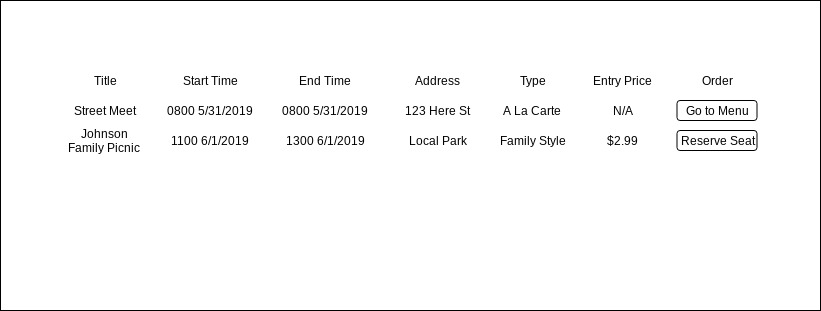 Title Start Time End Time Address Type Entry Price Order
Street Meet 0800 5/31/2019 0800 5/31/2019 123 Here St A La Carte N/A Go to Menu
Johnson
Family Picnic 1100 6/1/2019 1300 6/1/2019 Local Park Family Style $2.99 Reserve Seat